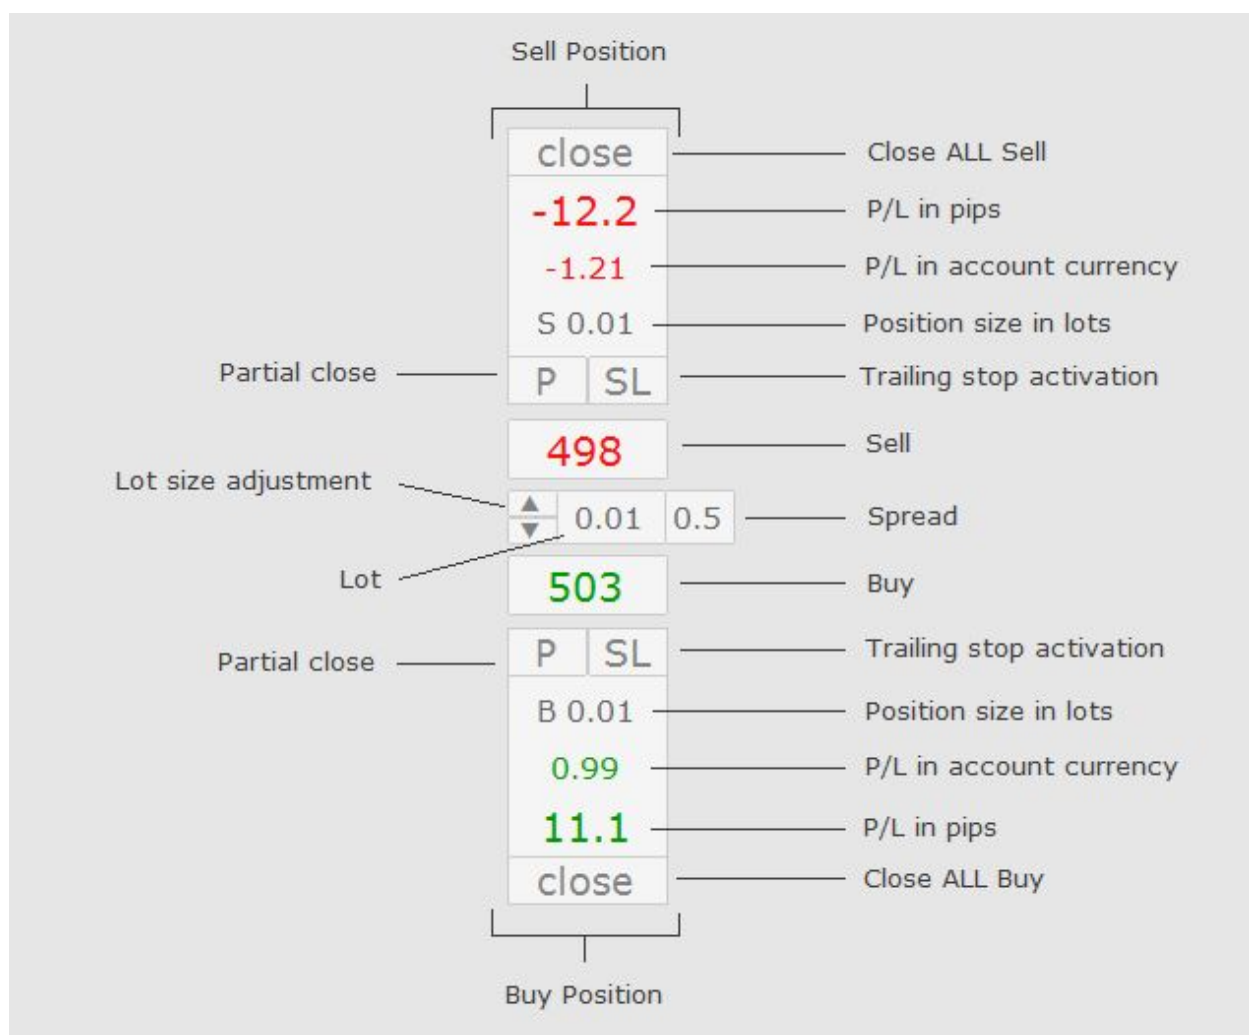 Sell Position
close
Close ALL Sell
-12.2
P/L in pips
-1.21
P/L in account currency
S 0.01
Position size in lots
Partial close
P
SL
Trailing stop activation
498
Sell
Lot size adjustment
▲
▼
0.01
0.5
Spread
Lot
503
Buy
Partial close
P
SL
Trailing stop activation
B 0.01
Position size in lots
0.99
P/L in account currency
11.1
P/L in pips
close
Close ALL Buy
Buy Position